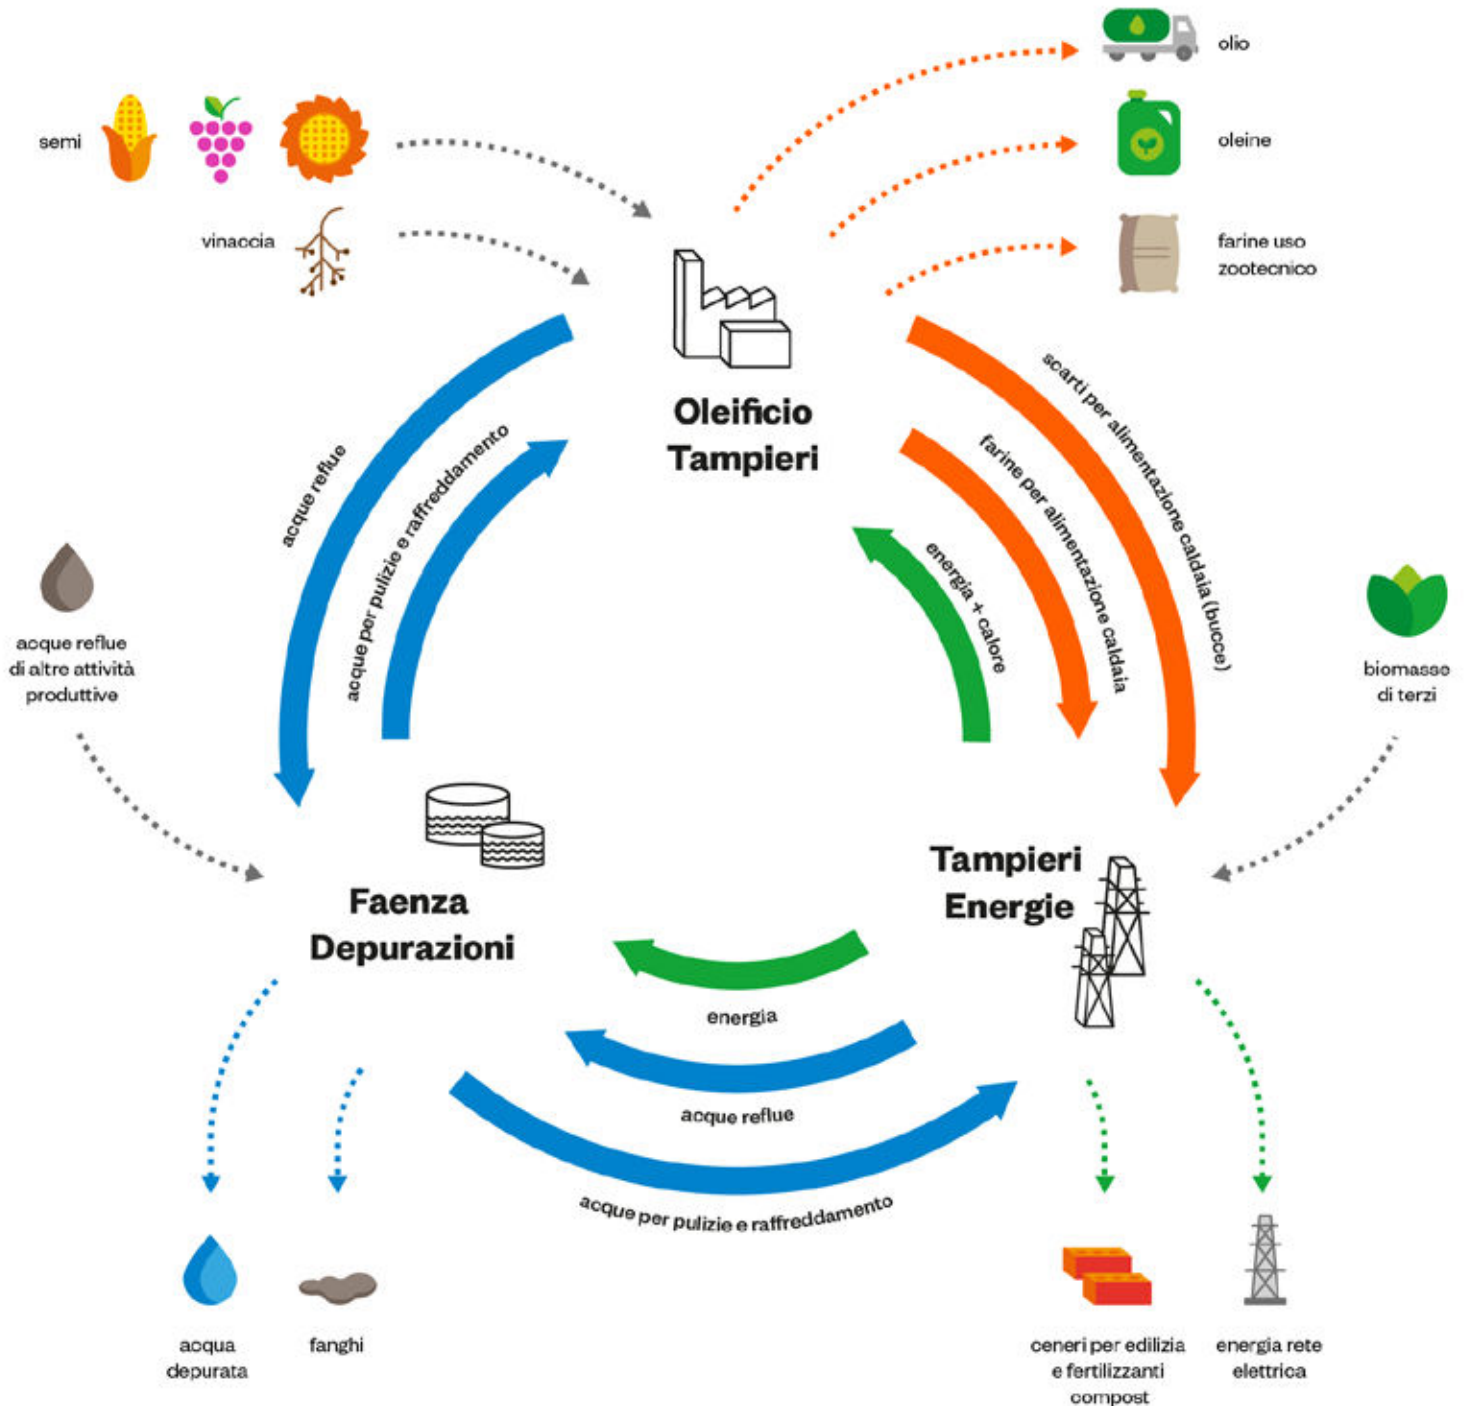 olio
semi
oleine
vinaccia
farine uso
zootecnico
Oleificio
Tampieri
acque reflue
acque per pulizie e raffreddamento
scarti per alimentazione caldaia (bucce)
farine per alimentazione caldaia
energia + calore
acque reflue
di altre attività
produttive
biomasse
di terzi
Faenza
Depurazioni
Tampieri
Energie
energia
acque reflue
acque per pulizie e raffreddamento
acqua
depurata
fanghi
ceneri per edilizia
e fertilizzanti
compost
energia rete
elettrica